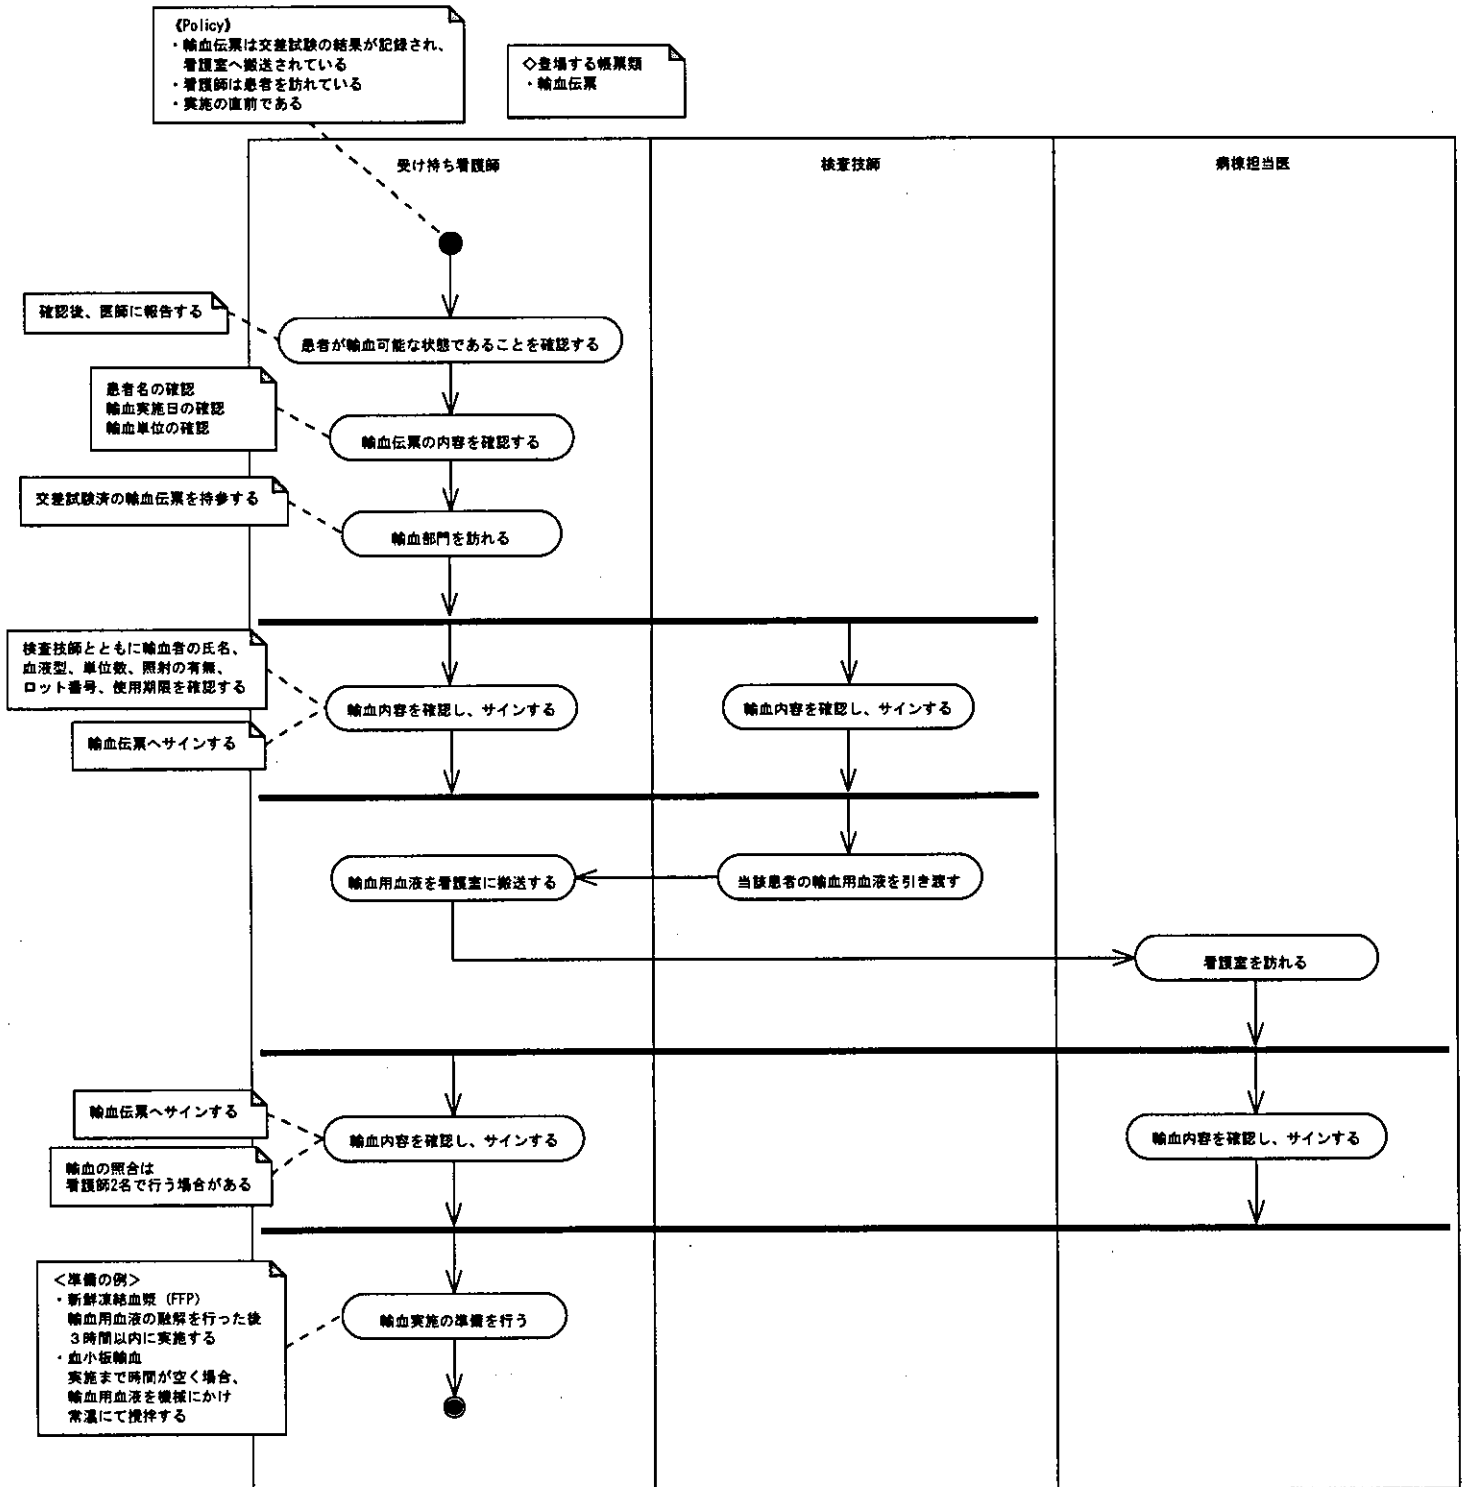 《Policy》
・輸血伝票は交差試験の結果が記録され、
看護室へ搬送されている
・看護師は患者を訪れている
・実施の直前である
◇登場する帳票類
・輸血伝票
受け持ち看護師
検査技師
病棟担当医
確認後、医師に報告する
患者が輸血可能な状態であることを確認する
患者名の確認
輸血実施日の確認
輸血単位の確認
輸血伝票の内容を確認する
交差試験済の輸血伝票を持参する
輸血部門を訪れる
検査技師とともに輸血者の氏名、
血液型、単位数、照射の有無、
ロット番号、使用期限を確認する
輸血内容を確認し、サインする
輸血内容を確認し、サインする
輸血伝票へサインする
輸血用血液を看護室に搬送する
当該患者の輸血用血液を引き渡す
看護室を訪れる
輸血伝票へサインする
輸血内容を確認し、サインする
輸血内容を確認し、サインする
輸血の照合は
看護師2名で行う場合がある
＜準備の例＞
・新鮮凍結血漿（FFP）
輸血用血液の融解を行った後
３時間以内に実施する
・血小板輸血
実施まで時間が空く場合、
輸血用血液を機械にかけ
常温にて攪拌する
輸血実施の準備を行う